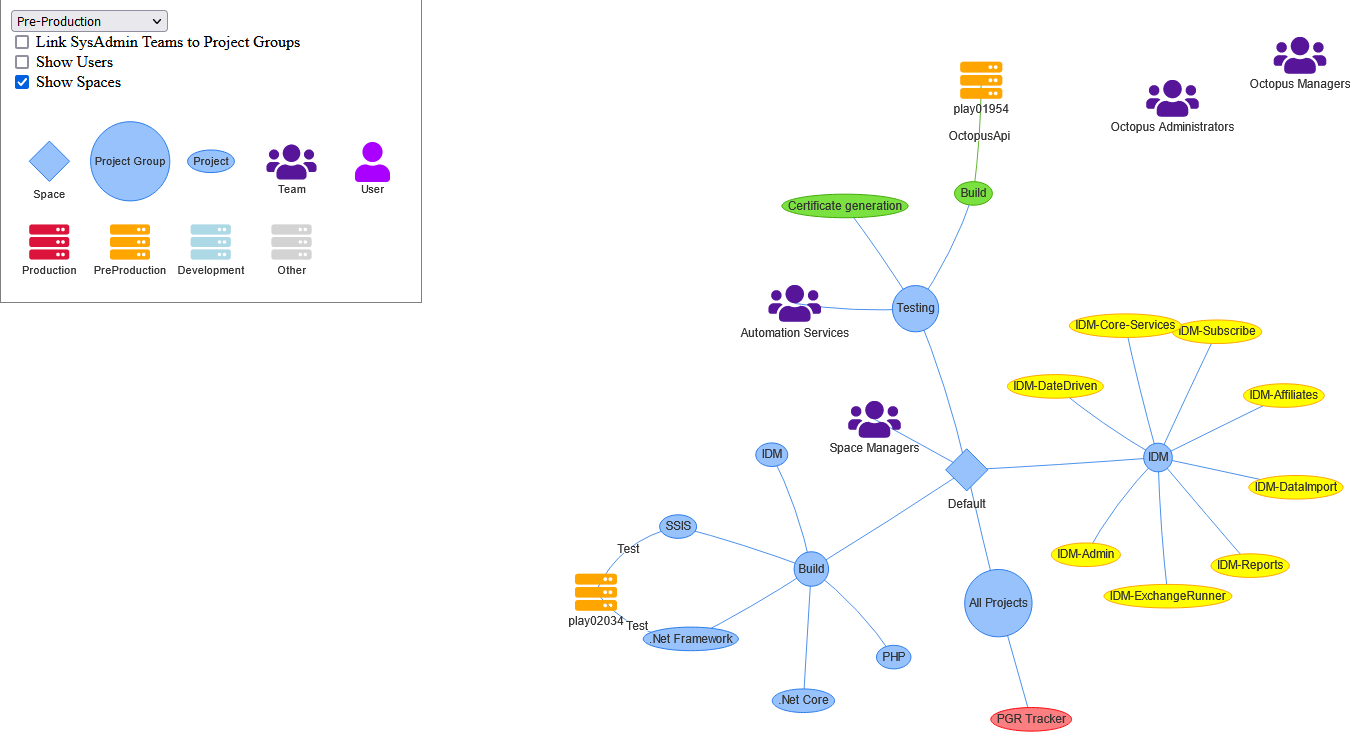 Pre-Production
Link SysAdmin Teams to Project Groups
Show Users
Show Spaces
Space
Project Group
Project
Team
User
Production
PreProduction
Development
Other
Octopus Managers
Octopus Administrators
play01954
OctopusApi
Build
Certificate generation
Testing
Automation Services
IDM-Core-Services
IDM-Subscribe
IDM-DateDriven
IDM-Affiliates
Space Managers
IDM
IDM
Default
IDM-DataImport
SSIS
Test
IDM-Admin
IDM-Reports
Build
IDM-ExchangeRunner
All Projects
play02034
Test
.Net Framework
PHP
.Net Core
PGR Tracker